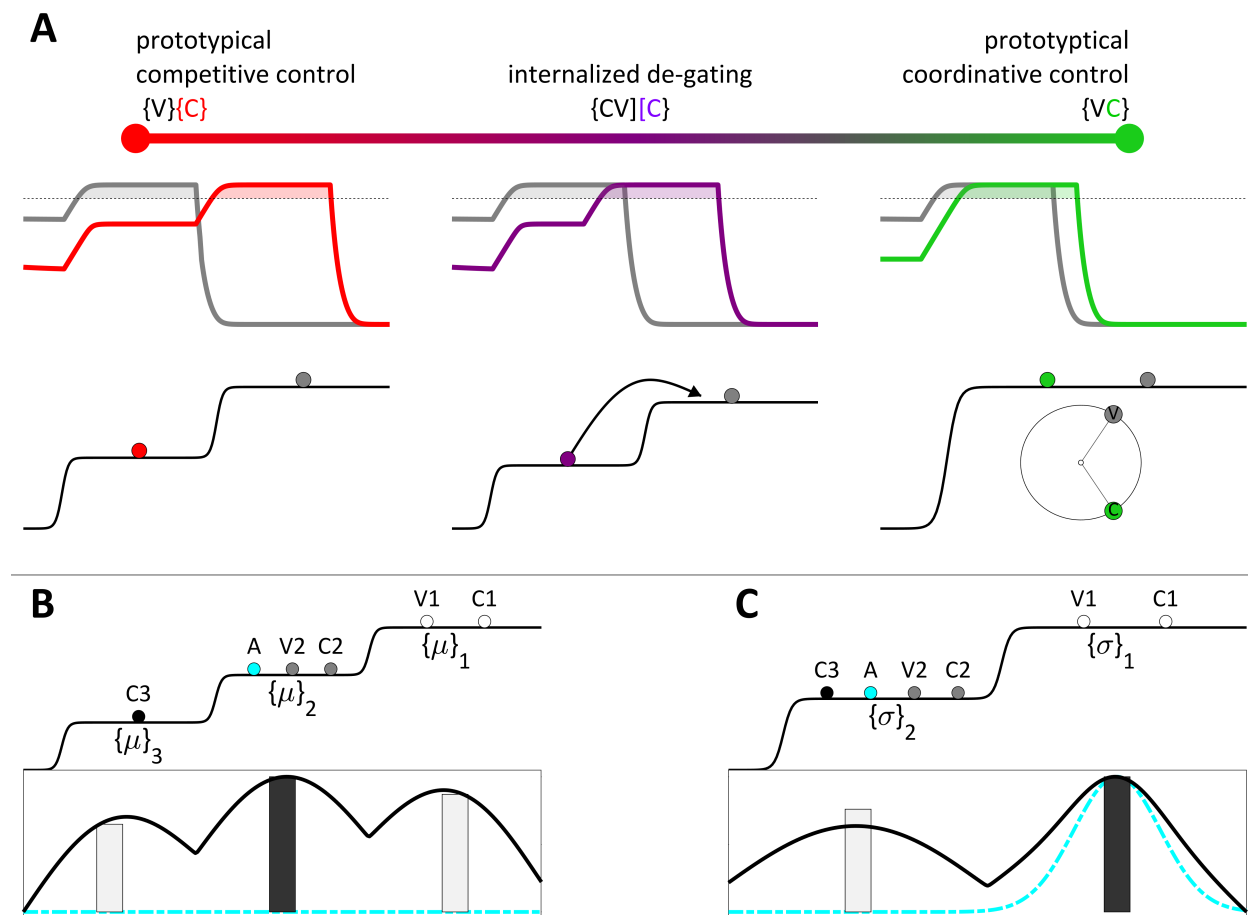 A
prototypical
competitive control
{V}{C}
internalized de-gating
{CV][C}
prototyptical
coordinative control
{VC}
V
C
B
V1 C1
{μ}1
A V2 C2
{μ}2
C3
{μ}3
C
V1 C1
{σ}1
C3 A V2 C2
{σ}2